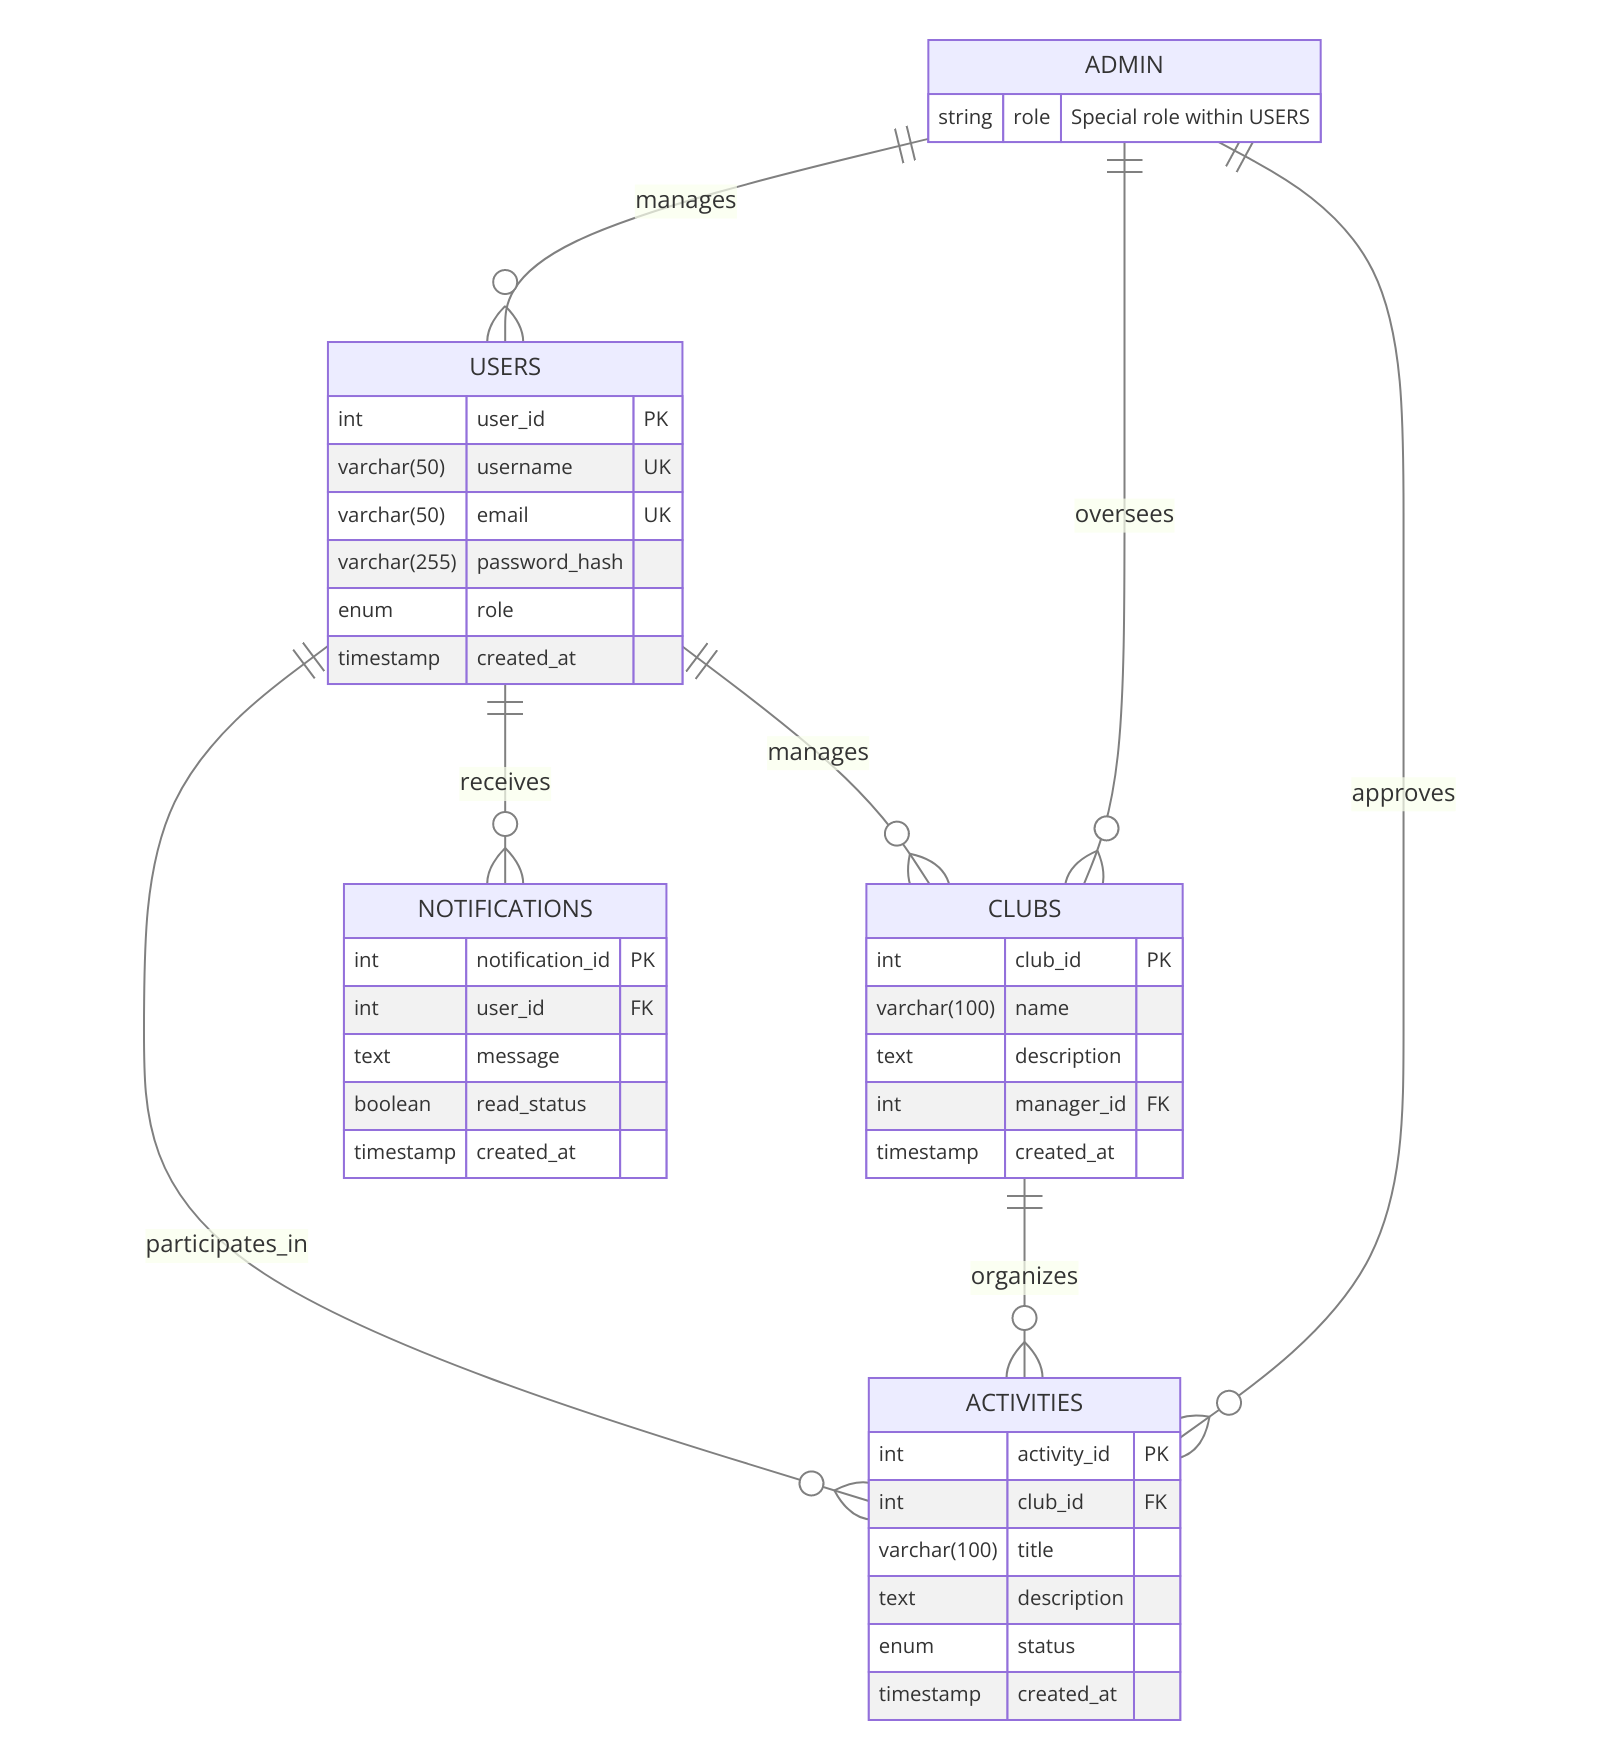 ADMIN
string role Special role within USERS
manages
USERS
int user_id PK
varchar(50) username UK
varchar(50) email UK
varchar(255) password_hash
enum role
timestamp created_at
oversees
manages
receives
approves
NOTIFICATIONS
int notification_id PK
int user_id FK
text message
boolean read_status
timestamp created_at
CLUBS
int club_id PK
varchar(100) name
text description
int manager_id FK
timestamp created_at
participates_in
organizes
ACTIVITIES
int activity_id PK
int club_id FK
varchar(100) title
text description
enum status
timestamp created_at